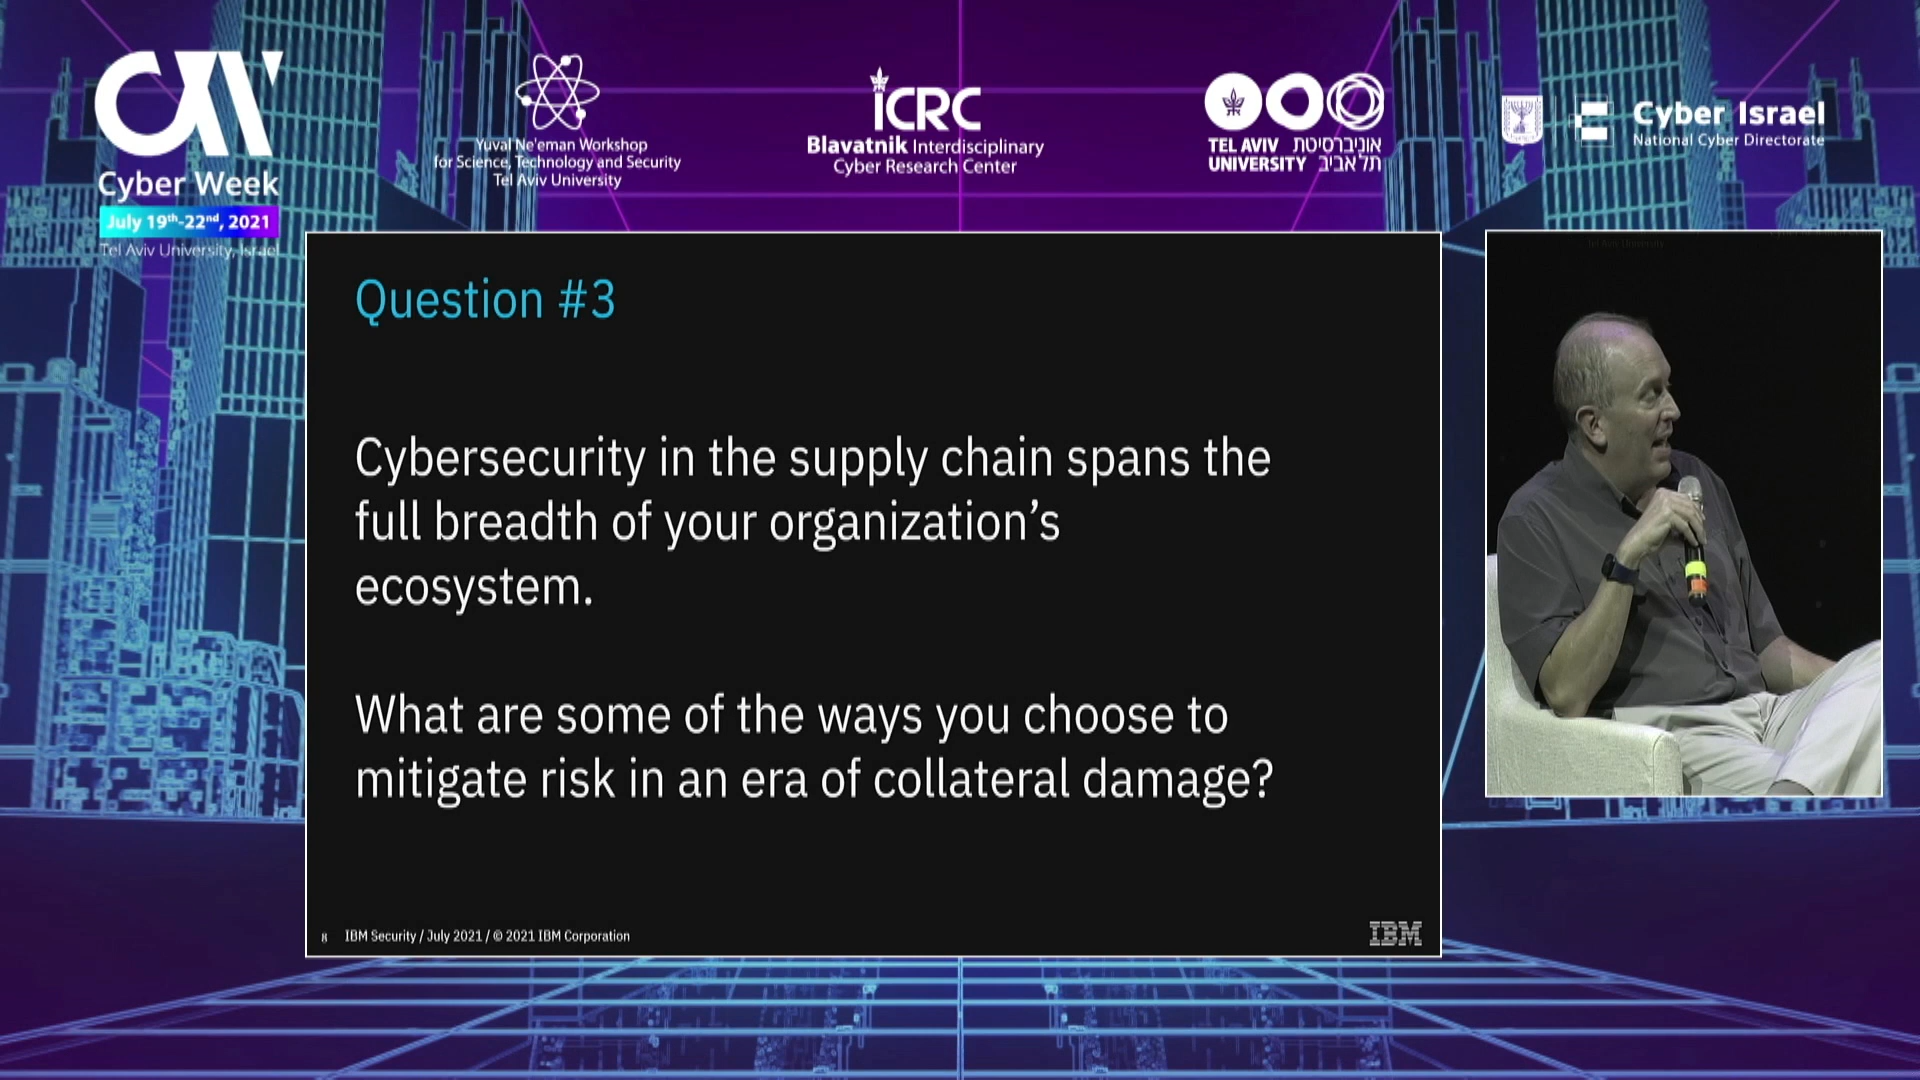 CW
Cyber Week
July 19th-22nd, 2021
Tel Aviv University, Israel
Yuval Ne'eman Workshop
for Science, Technology and Security
Tel Aviv University
iCRC
Blavatnik Interdisciplinary
Cyber Research Center
TEL AVIV אוניברסיטת
UNIVERSITY תל אביב
Cyber Israel
National Cyber Directorate
Question #3
Cybersecurity in the supply chain spans the
full breadth of your organization’s
ecosystem.
What are some of the ways you choose to
mitigate risk in an era of collateral damage?
8 IBM Security / July 2021 / © 2021 IBM Corporation
IBM